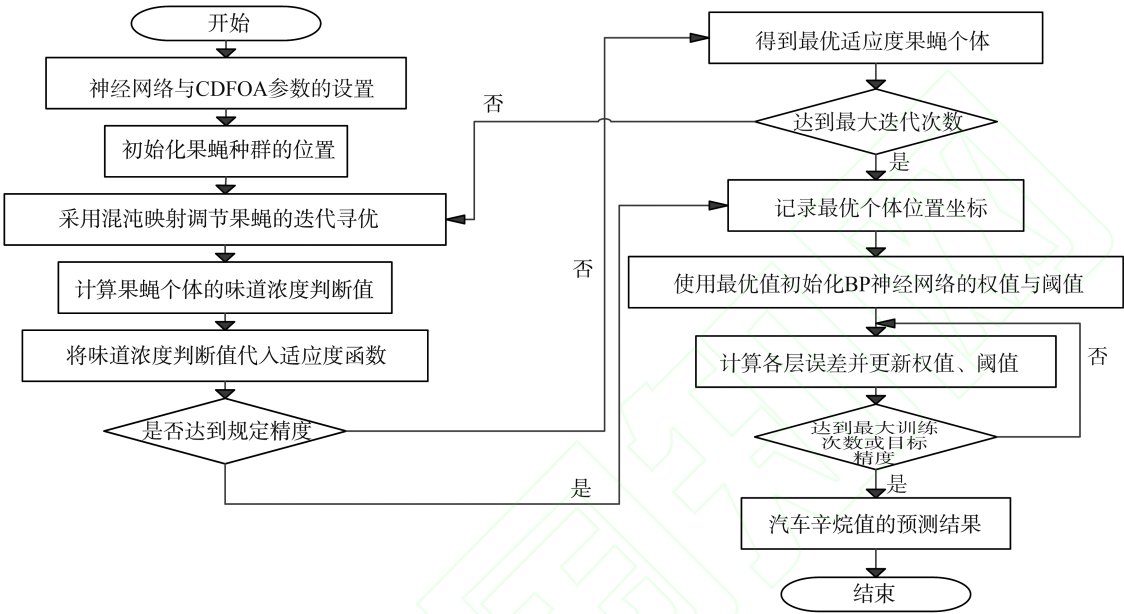 开始
神经网络与CDFOA参数的设置
初始化果蝇种群的位置
采用混沌映射调节果蝇的迭代寻优
计算果蝇个体的味道浓度判断值
将味道浓度判断值代入适应度函数
是否达到规定精度
是
否
得到最优适应度果蝇个体
达到最大迭代次数
否
是
记录最优个体位置坐标
使用最优值初始化BP神经网络的权值与阈值
计算各层误差并更新权值、阈值
否
达到最大训练
次数或目标
精度
是
汽车辛烷值的预测结果
结束